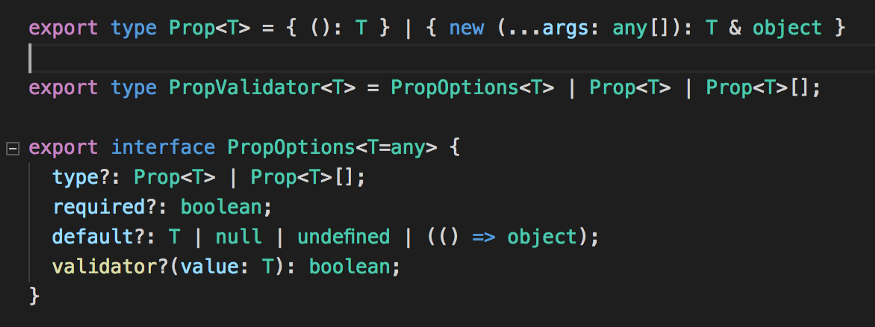 export type Prop<T> = { (): T } | { new (...args: any[]): T & object }
export type PropValidator<T> = PropOptions<T> | Prop<T> | Prop<T>[];
export interface PropOptions<T=any> {
type?: Prop<T> | Prop<T>[];
required?: boolean;
default?: T | null | undefined | (() => object);
validator?(value: T): boolean;
}